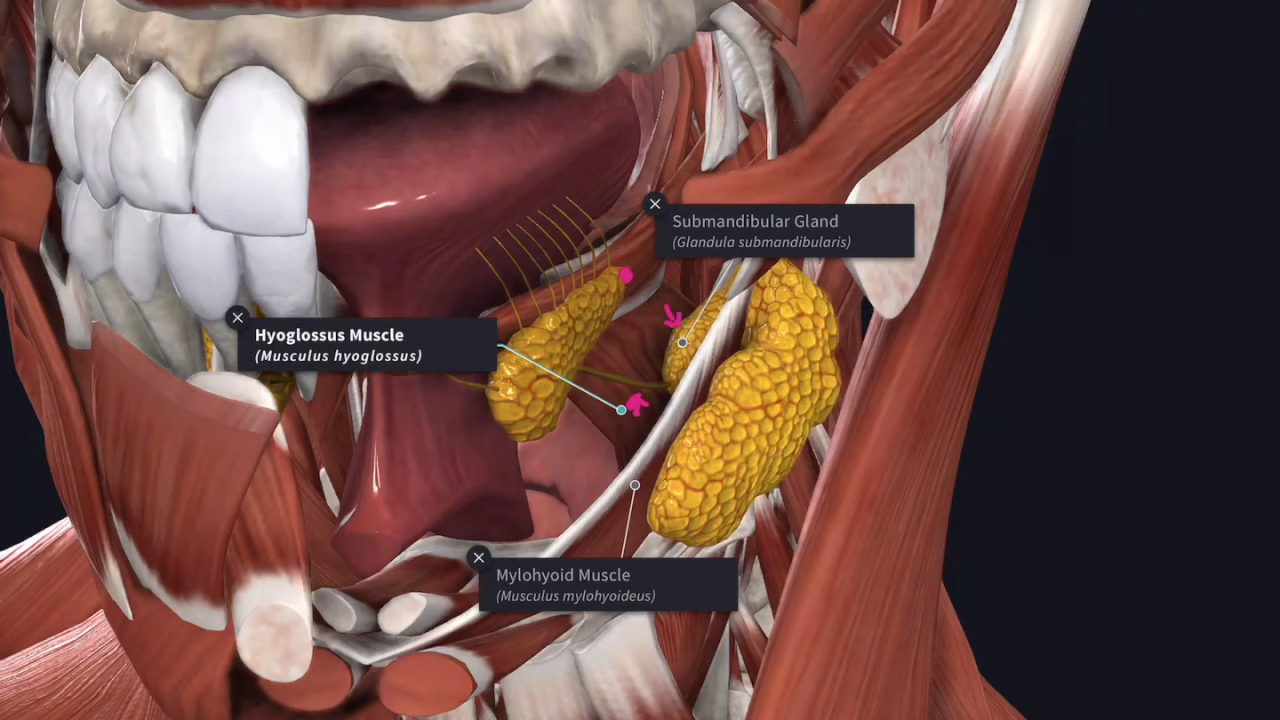 Submandibular Gland
(Glandula submandibularis)
Hyoglossus Muscle
(Musculus hyoglossus)
Mylohyoid Muscle
(Musculus mylohyoideus)